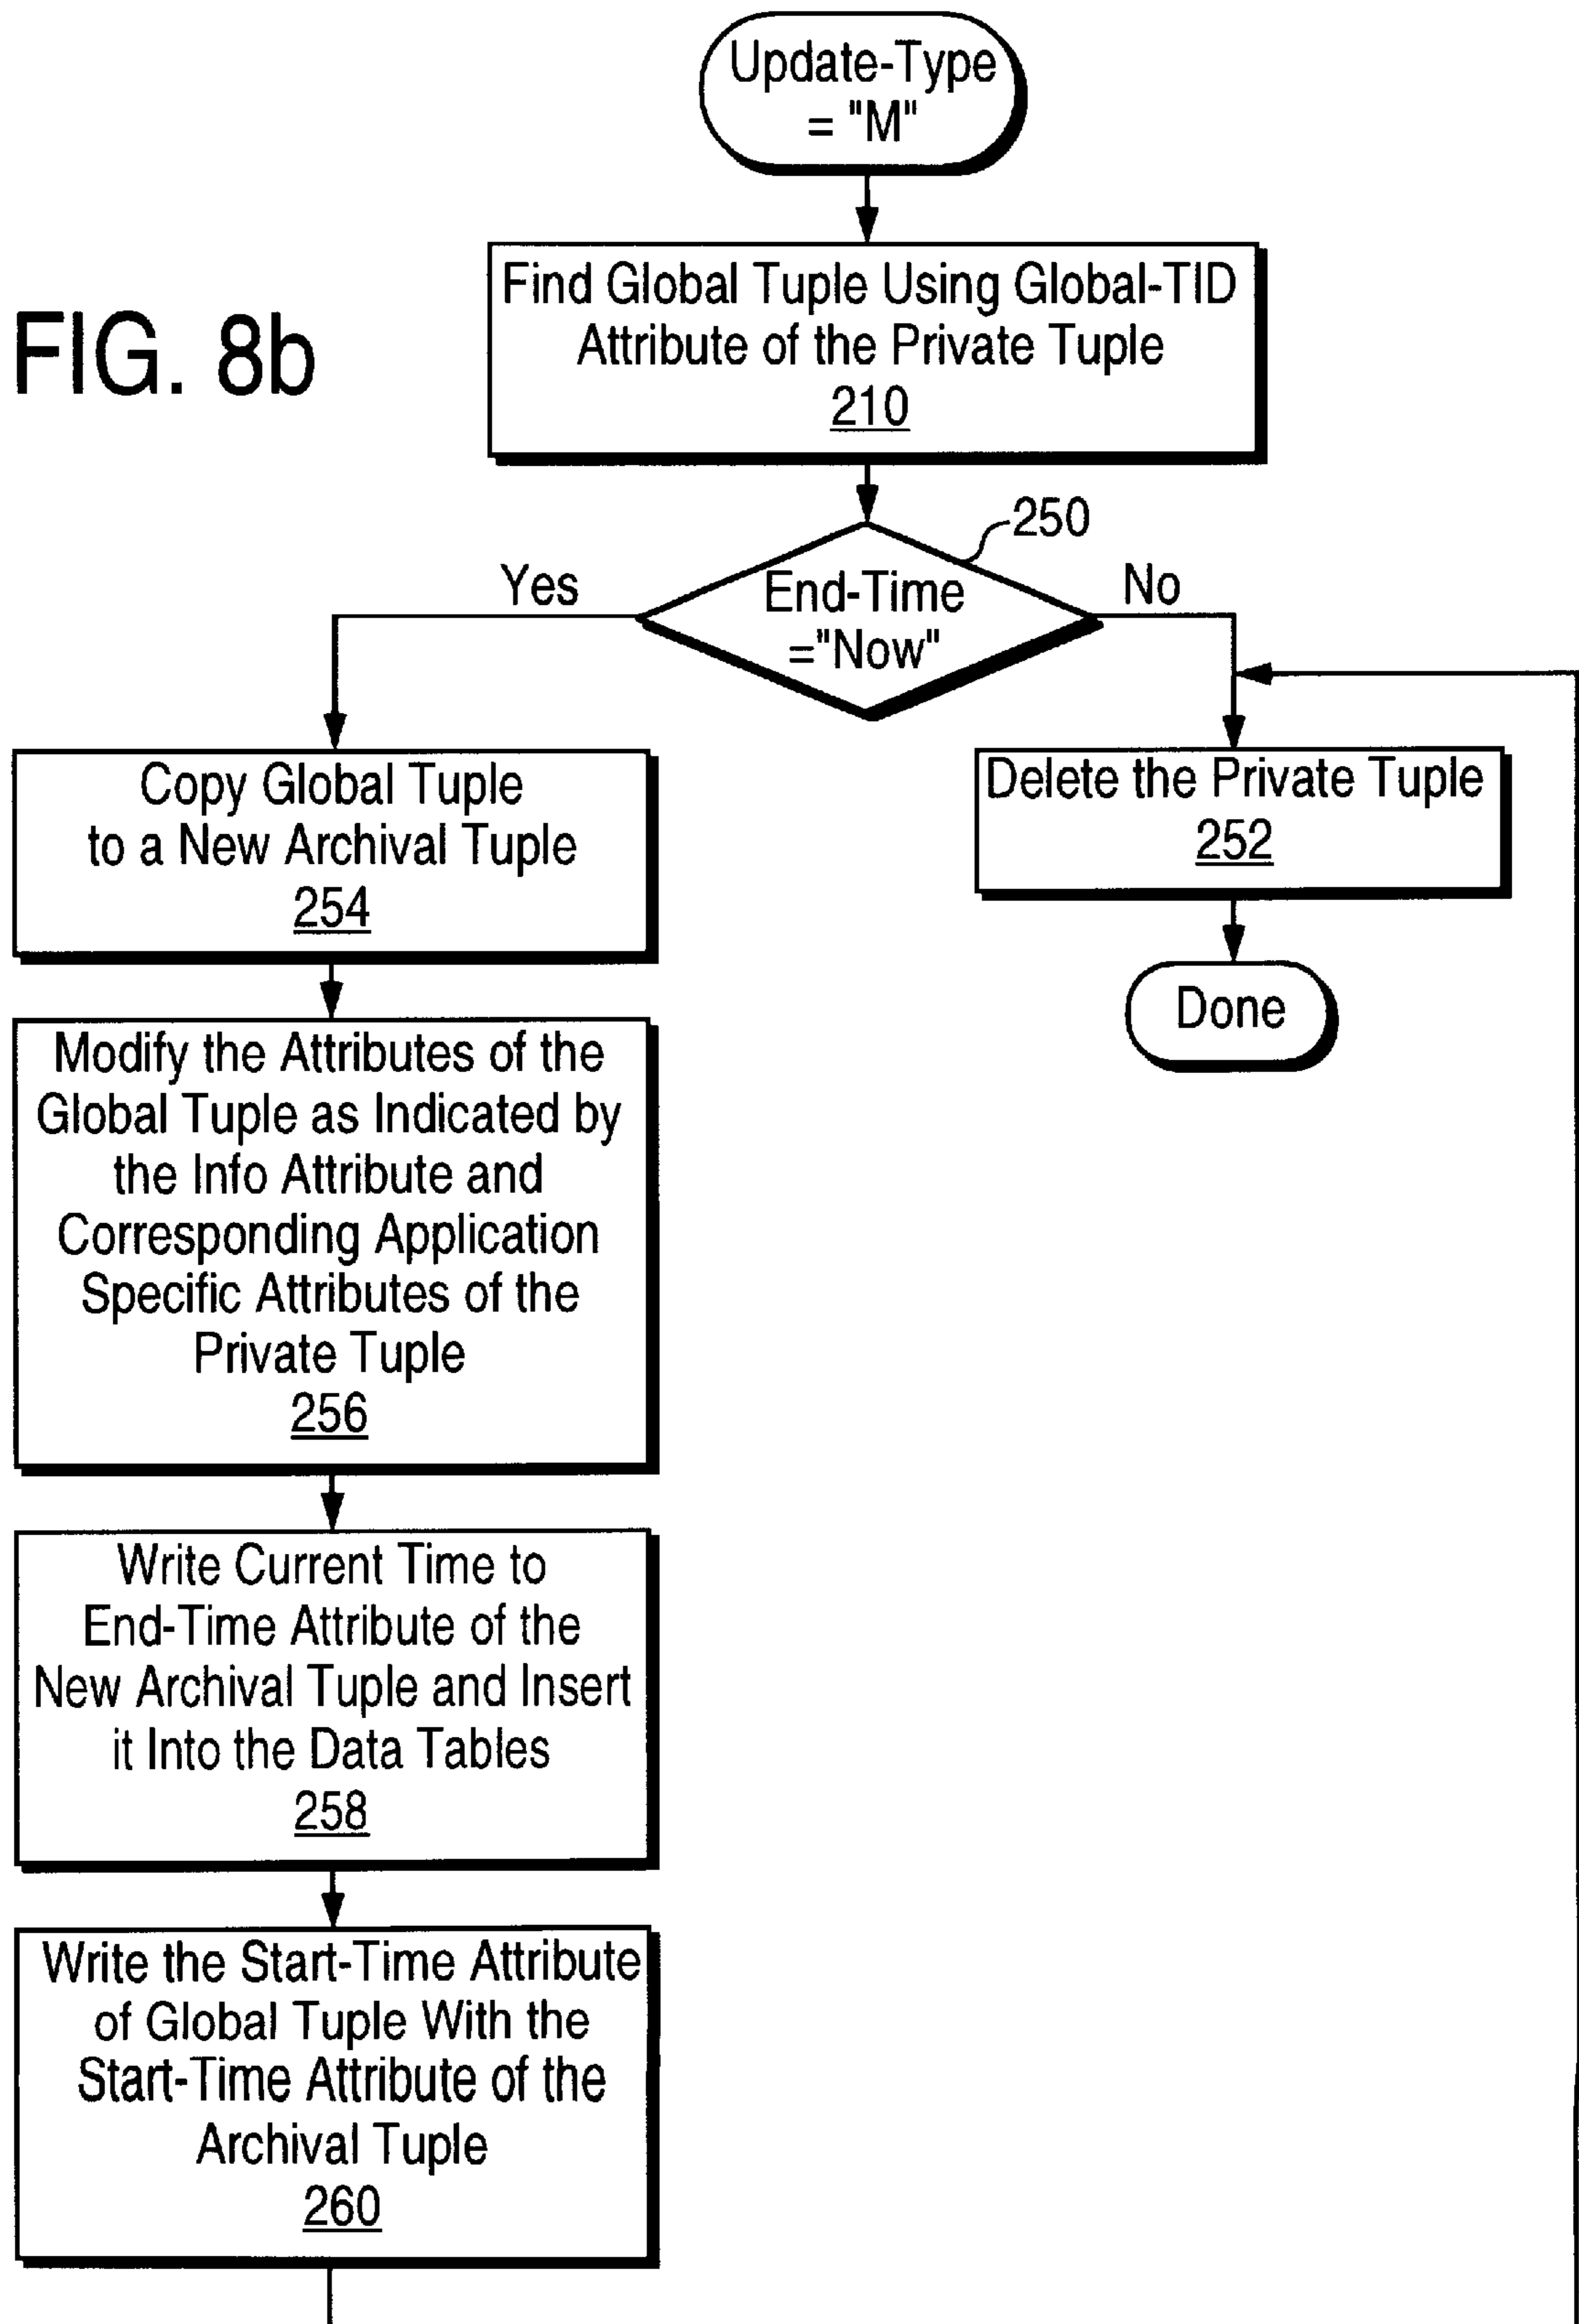 Update-Type
= "M"
FIG. 8b
Find Global Tuple Using Global-TID
Attribute of the Private Tuple
210
250
Yes
End-Time
="Now"
No
Copy Global Tuple
to a New Archival Tuple
254
Delete the Private Tuple
252
Done
Modify the Attributes of the
Global Tuple as Indicated by
the Info Attribute and
Corresponding Application
Specific Attributes of the
Private Tuple
256
Write Current Time to
End-Time Attribute of the
New Archival Tuple and Insert
it Into the Data Tables
258
Write the Start-Time Attribute
of Global Tuple With the
Start-Time Attribute of the
Archival Tuple
260